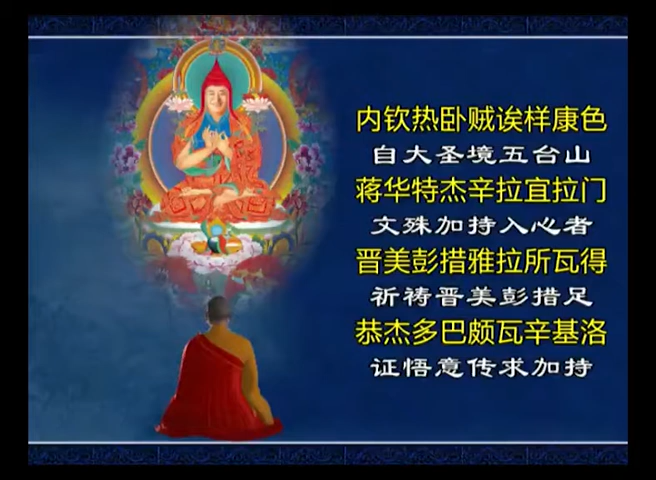 内钦热卧贼诶样康色
自大圣境五台山
蒋华特杰辛拉宜拉门
文殊加持入心者
晋美彭措雅拉所瓦得
祈祷晋美彭措足
恭杰多巴颇瓦辛基洛
证悟意传求加持